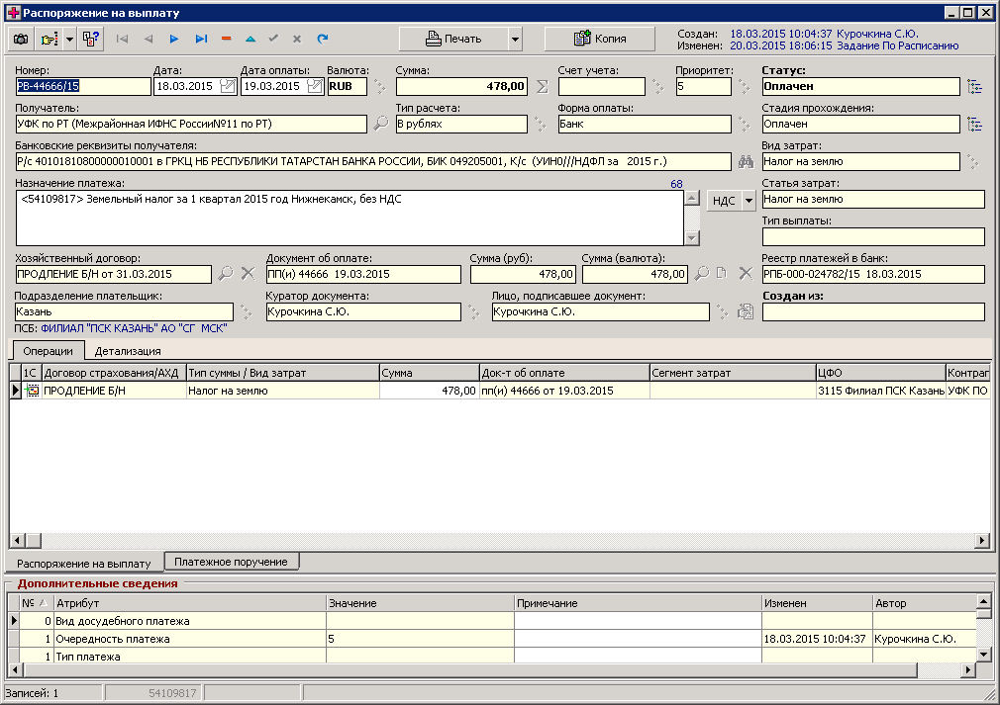 Распоряжение на выплату
Печать
Копия
Создан: 18.03.2015 10:04:37 Курочкина С.Ю.
Изменен: 20.03.2015 18:06:15 Задание По Расписанию
Номер: Дата: Дата оплаты: Валюта: Сумма: Счет учета: Приоритет: Статус:
РВ-44666/15 18.03.2015 19.03.2015 RUB 478,00 5 Оплачен
Получатель: Тип расчета: Форма оплаты: Стадия прохождения:
УФК по РТ (Межрайонная ИФНС России№11 по РТ) В рублях Банк Оплачен
Банковские реквизиты получателя: Вид затрат:
Р/с 40101810800000010001 в ГРКЦ НБ РЕСПУБЛИКИ ТАТАРСТАН БАНКА РОССИИ, БИК 049205001, К/с (УИН0///НДФЛ за 2015 г.) Налог на землю
Назначение платежа: 68 Статья затрат:
<54109817> Земельный налог за 1 квартал 2015 год Нижнекамск, без НДС НДС Налог на землю
Тип выплаты:
Хозяйственный договор: Документ об оплате: Сумма (руб): Сумма (валюта): Реестр платежей в банк:
ПРОДЛЕНИЕ Б/Н от 31.03.2015 ПП(и) 44666 19.03.2015 478,00 478,00 РПБ-000-024782/15 18.03.2015
Подразделение плательщик: Куратор документа: Лицо, подписавшее документ: Создан из:
Казань Курочкина С.Ю. Курочкина С.Ю.
ПСБ: ФИЛИАЛ "ПСК КАЗАНЬ" АО "СГ МСК"
Операции Детализация
1С Договор страхования/АХД Тип суммы / Вид затрат Сумма Док-т об оплате Сегмент затрат ЦФО Контраг
ПРОДЛЕНИЕ Б/Н Налог на землю 478,00 пп(и) 44666 от 19.03.2015 3115 Филиал ПСК Казань УФК ПО
Распоряжение на выплату Платежное поручение
Дополнительные сведения
№ Атрибут Значение Примечание Изменен Автор
0 Вид досудебного платежа
1 Очередность платежа 5 18.03.2015 10:04:37 Курочкина С.Ю.
1 Тип платежа
Записей: 1 54109817